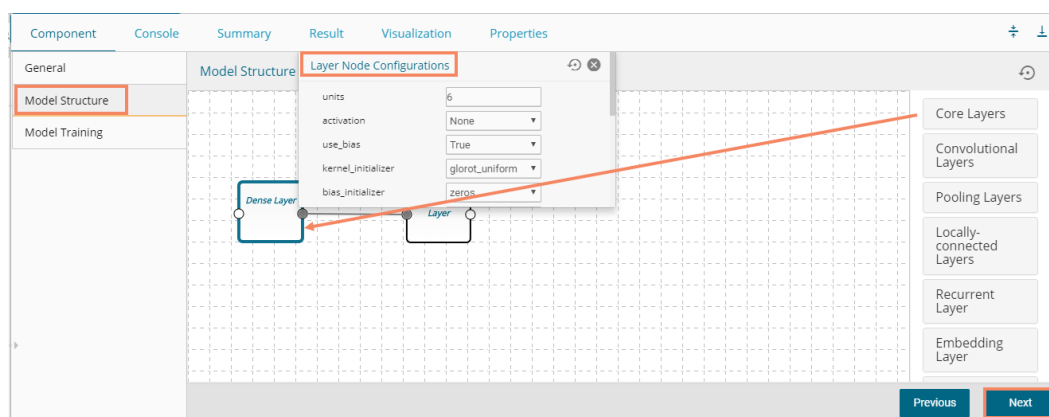 Component Console Summary Result Visualization Properties
General
Model Structure
Model Training
Model Structure
Layer Node Configurations
units 6
activation None
use_bias True
kernel_initializer glorot_uniform
bias_initializer zeros
Dense Layer
Layer
Core Layers
Convolutional
Layers
Pooling Layers
Locally-
connected
Layers
Recurrent
Layer
Embedding
Layer
Previous Next